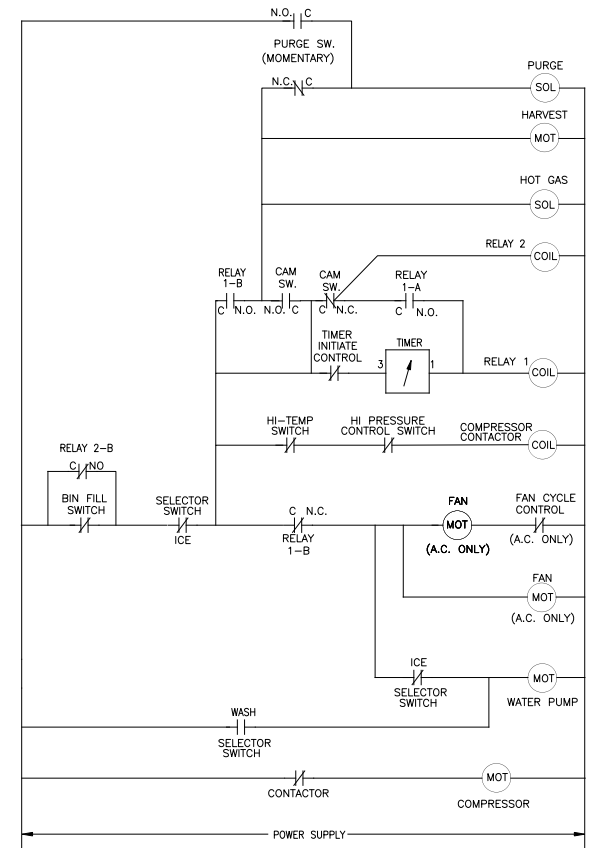 N.O. C
PURGE SW.
(MOMENTARY)
N.C. C
PURGE
SOL
HARVEST
MOT
HOT GAS
SOL
RELAY 2
COIL
RELAY
1-B
C N.O.
CAM
SW.
N.O. C
CAM
SW.
C N.C.
RELAY
1-A
C N.O.
TIMER
INITIATE
CONTROL
TIMER
3 1
RELAY 1
COIL
HI-TEMP
SWITCH
HI PRESSURE
CONTROL SWITCH
COMPRESSOR
CONTACTOR
COIL
RELAY 2-B
C NO
BIN FILL
SWITCH
SELECTOR
SWITCH
ICE
C N.C.
RELAY
1-B
FAN
MOT
(A.C. ONLY)
FAN CYCLE
CONTROL
(A.C. ONLY)
FAN
MOT
(A.C. ONLY)
ICE
SELECTOR
SWITCH
MOT
WATER PUMP
WASH
SELECTOR
SWITCH
CONTACTOR
MOT
COMPRESSOR
POWER SUPPLY